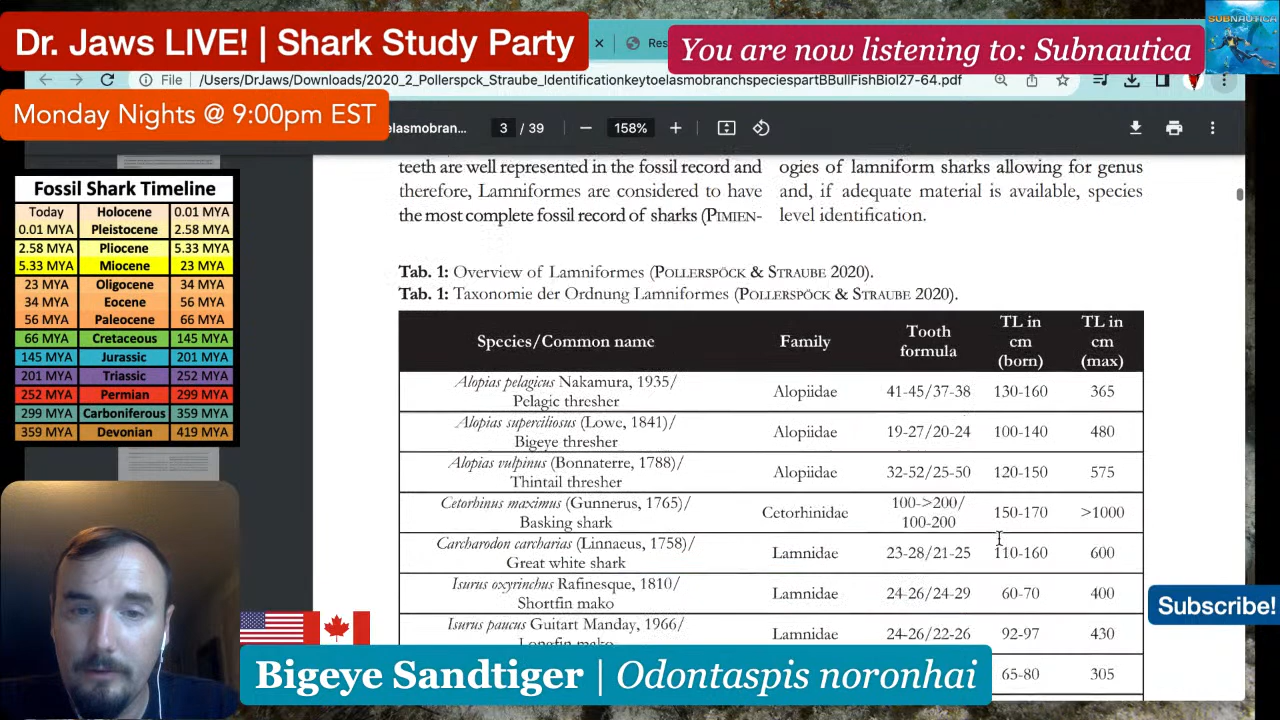 Dr. Jaws LIVE! | Shark Study Party
You are now listening to: Subnautica
SUBNAUTICA
Monday Nights @ 9:00pm EST
File /Users/DrJaws/Downloads/2020_2_Pollerspck_Straube_IdentificationkeytoelasmobranchspeciespartBBullFishBiol27-64.pdf
elasmobran... 3 / 39 − 158% +
Fossil Shark Timeline
Today Holocene 0.01 MYA
0.01 MYA Pleistocene 2.58 MYA
2.58 MYA Pliocene 5.33 MYA
5.33 MYA Miocene 23 MYA
23 MYA Oligocene 34 MYA
34 MYA Eocene 56 MYA
56 MYA Paleocene 66 MYA
66 MYA Cretaceous 145 MYA
145 MYA Jurassic 201 MYA
201 MYA Triassic 252 MYA
252 MYA Permian 299 MYA
299 MYA Carboniferous 359 MYA
359 MYA Devonian 419 MYA
teeth are well represented in the fossil record and
therefore, Lamniformes are considered to have
the most complete fossil record of sharks (PIMIEN-
ogies of lamniform sharks allowing for genus
and, if adequate material is available, species
level identification.
Tab. 1: Overview of Lamniformes (POLLERSPÖCK & STRAUBE 2020).
Tab. 1: Taxonomie der Ordnung Lamniformes (POLLERSPÖCK & STRAUBE 2020).
Species/Common name Family Tooth formula TL in cm (born) TL in cm (max)
Alopias pelagicus Nakamura, 1935/
Pelagic thresher Alopiidae 41-45/37-38 130-160 365
Alopias superciliosus (Lowe, 1841)/
Bigeye thresher Alopiidae 19-27/20-24 100-140 480
Alopias vulpinus (Bonnaterre, 1788)/
Thintail thresher Alopiidae 32-52/25-50 120-150 575
Cetorhinus maximus (Gunnerus, 1765)/
Basking shark Cetorhinidae 100->200/ 100-200 150-170 >1000
Carcharodon carcharias (Linnaeus, 1758)/
Great white shark Lamnidae 23-28/21-25 110-160 600
Isurus oxyrinchus Rafinesque, 1810/
Shortfin mako Lamnidae 24-26/24-29 60-70 400
Isurus paucus Guitart Manday, 1966/
Longfin mako Lamnidae 24-26/22-26 92-97 430
65-80 305
Subscribe!
Bigeye Sandtiger | Odontaspis noronhai